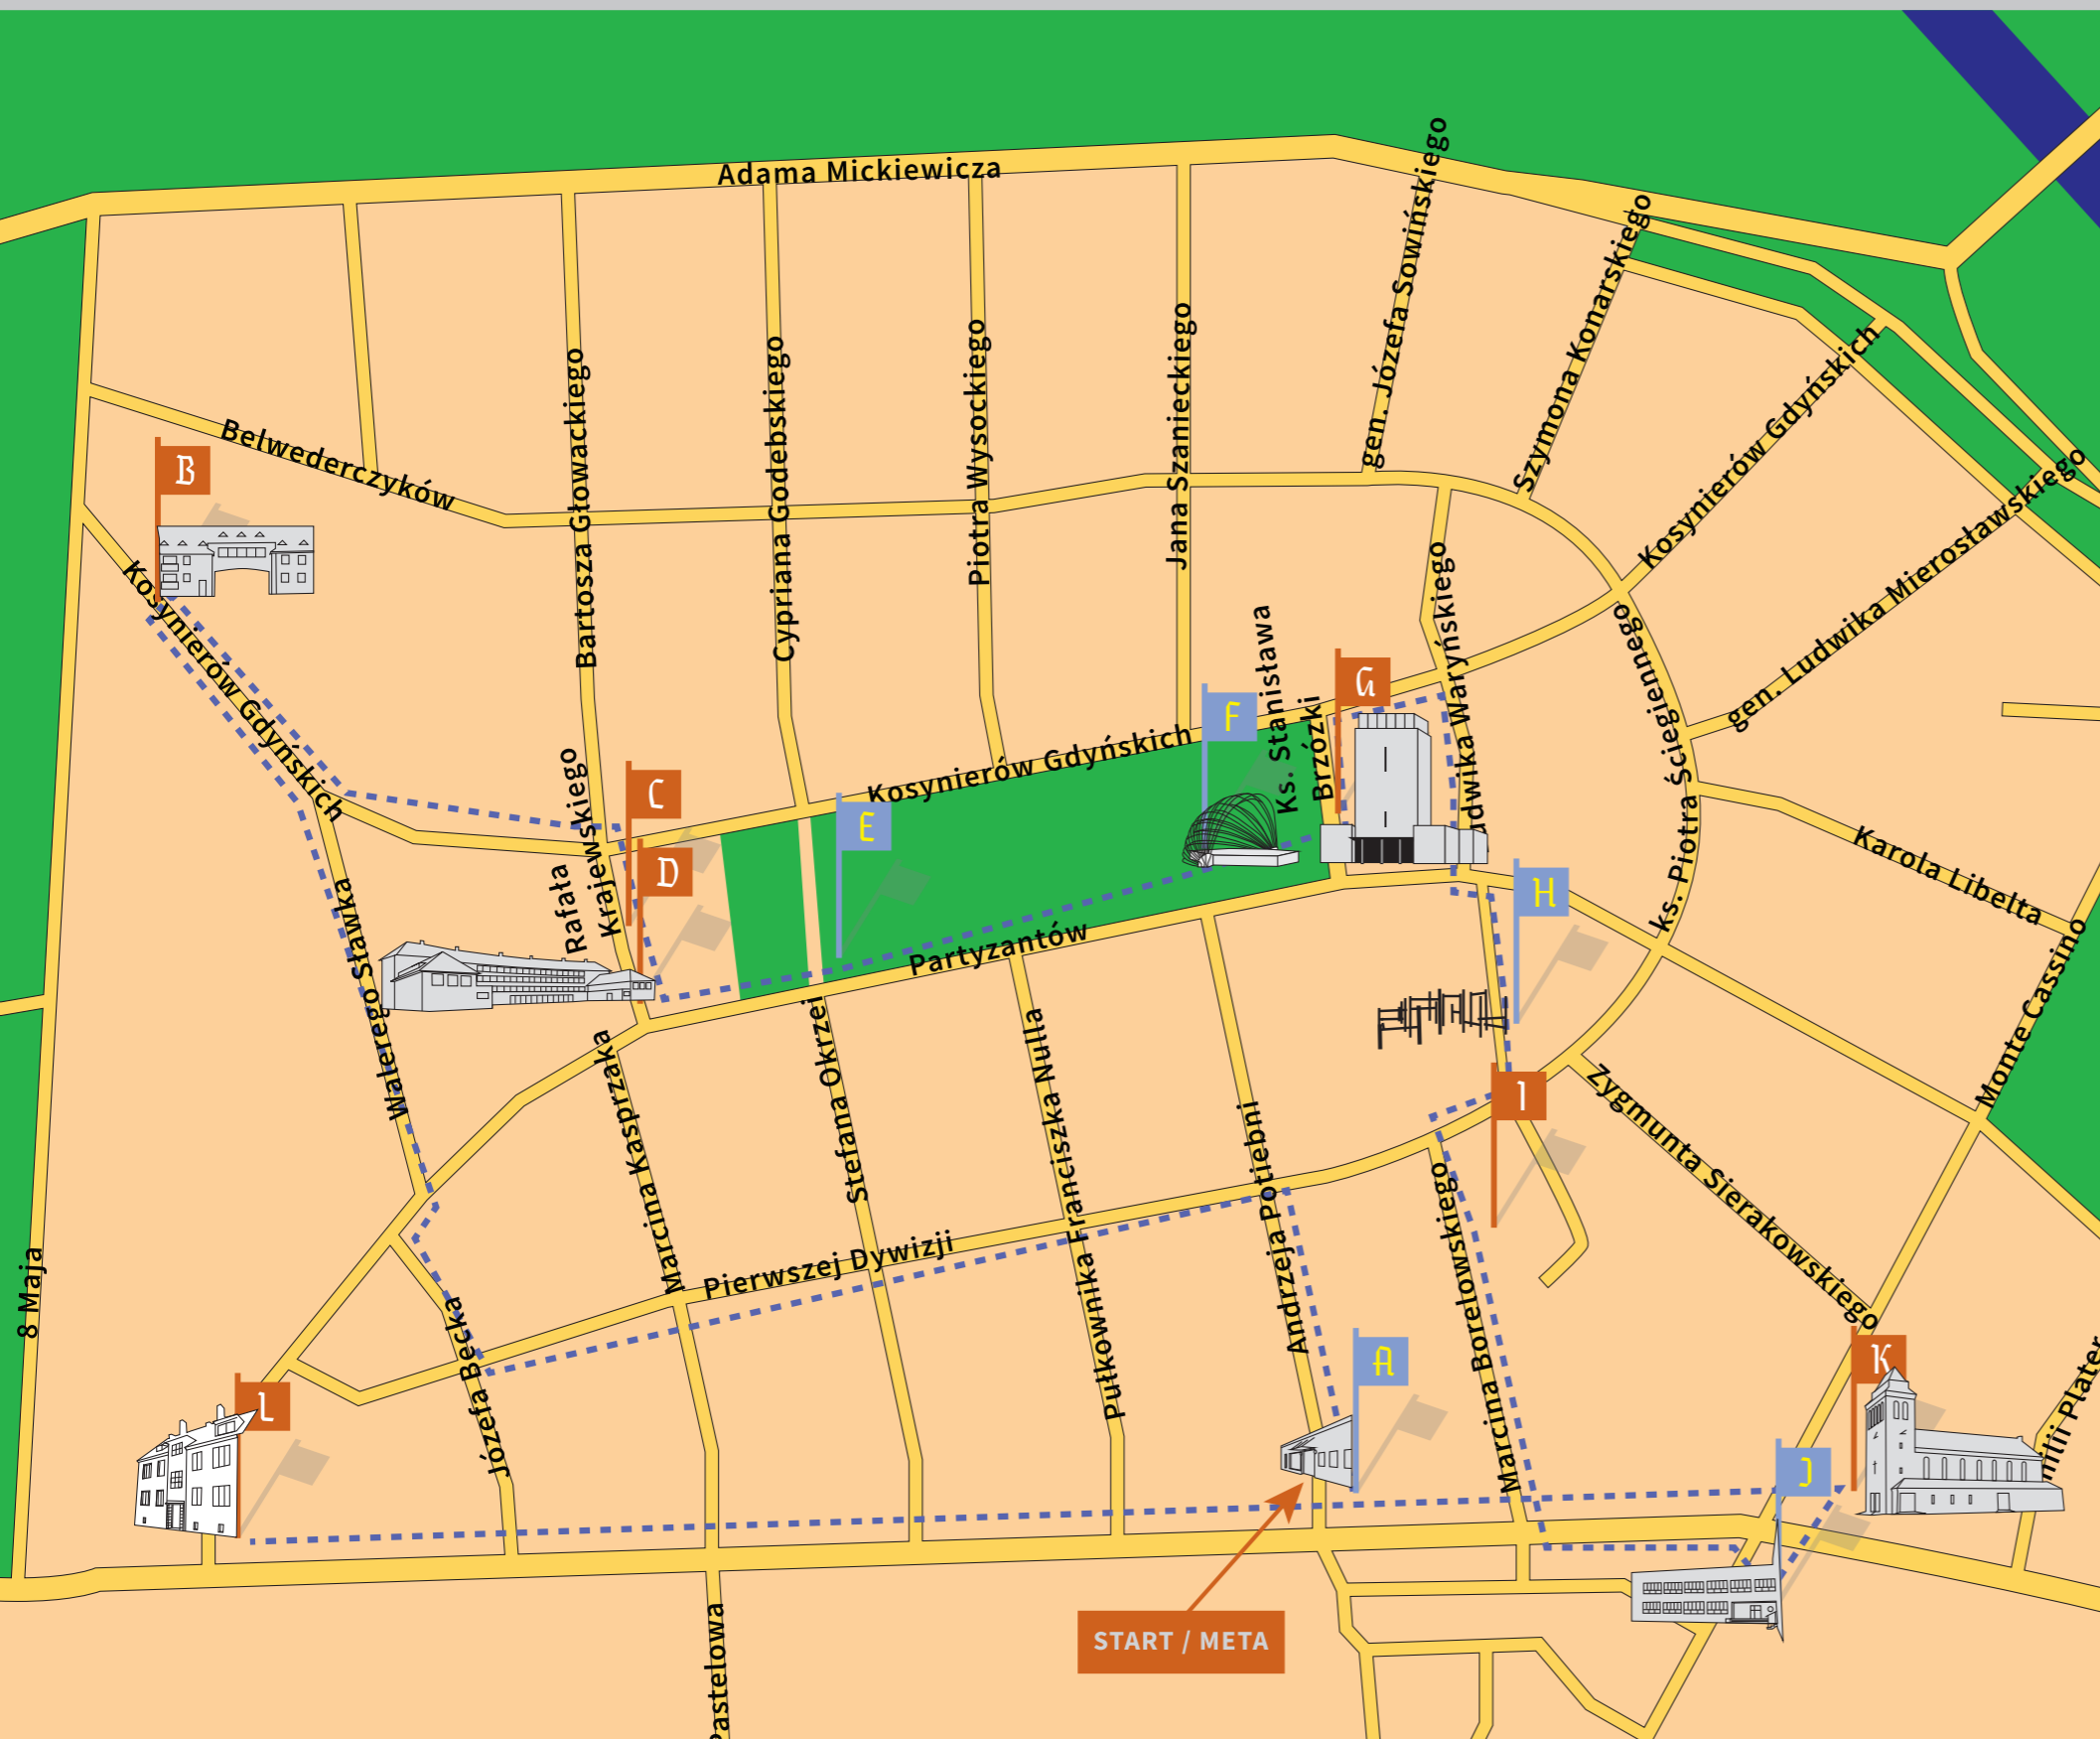 Adama Mickiewicza
gen. Józefa Sowińskiego
Szymona Konarskiego
Kosynierów Gdyńskich
gen. Ludwika Mierosławskiego
Belwederczyków
B
Bartosza Głowackiego
Cypriana Godebskiego
Piotra Wysockiego
Jana Szanieckiego
Kosynierów Gdyńskich
Ks. Stanisława
Brzózki
G
F
ks. Piotra Ściegiennego
Kosynierów Gdyńskich
C
E
D
H
Karola Libelta
Rafała
Krajewskiego
Walerego Sławka
Partyzantów
Monte Cassino
I
Zygmunta Sierakowskiego
Marcina Kasprzaka
Stefana Okrzei
Pułkownika Franciszka Nulla
Andrzeja Potiebni
Marcina Borelowskiego
Pierwszej Dywizji
8 Maja
Józefa Becka
L
A
K
J
START / META